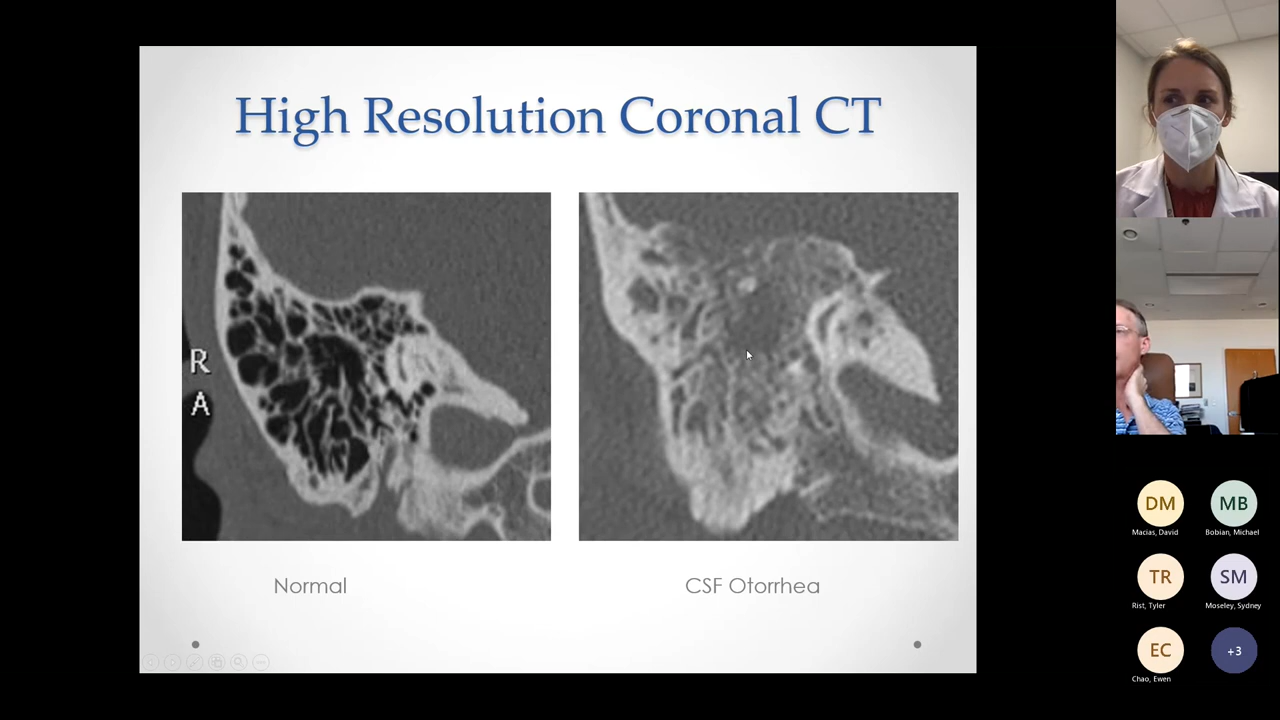 High Resolution Coronal CT
R
A
Normal
CSF Otorrhea
DM
MB
Macias, David
Bobian, Michael
TR
SM
Rist, Tyler
Moseley, Sydney
EC
+3
Chao, Ewen